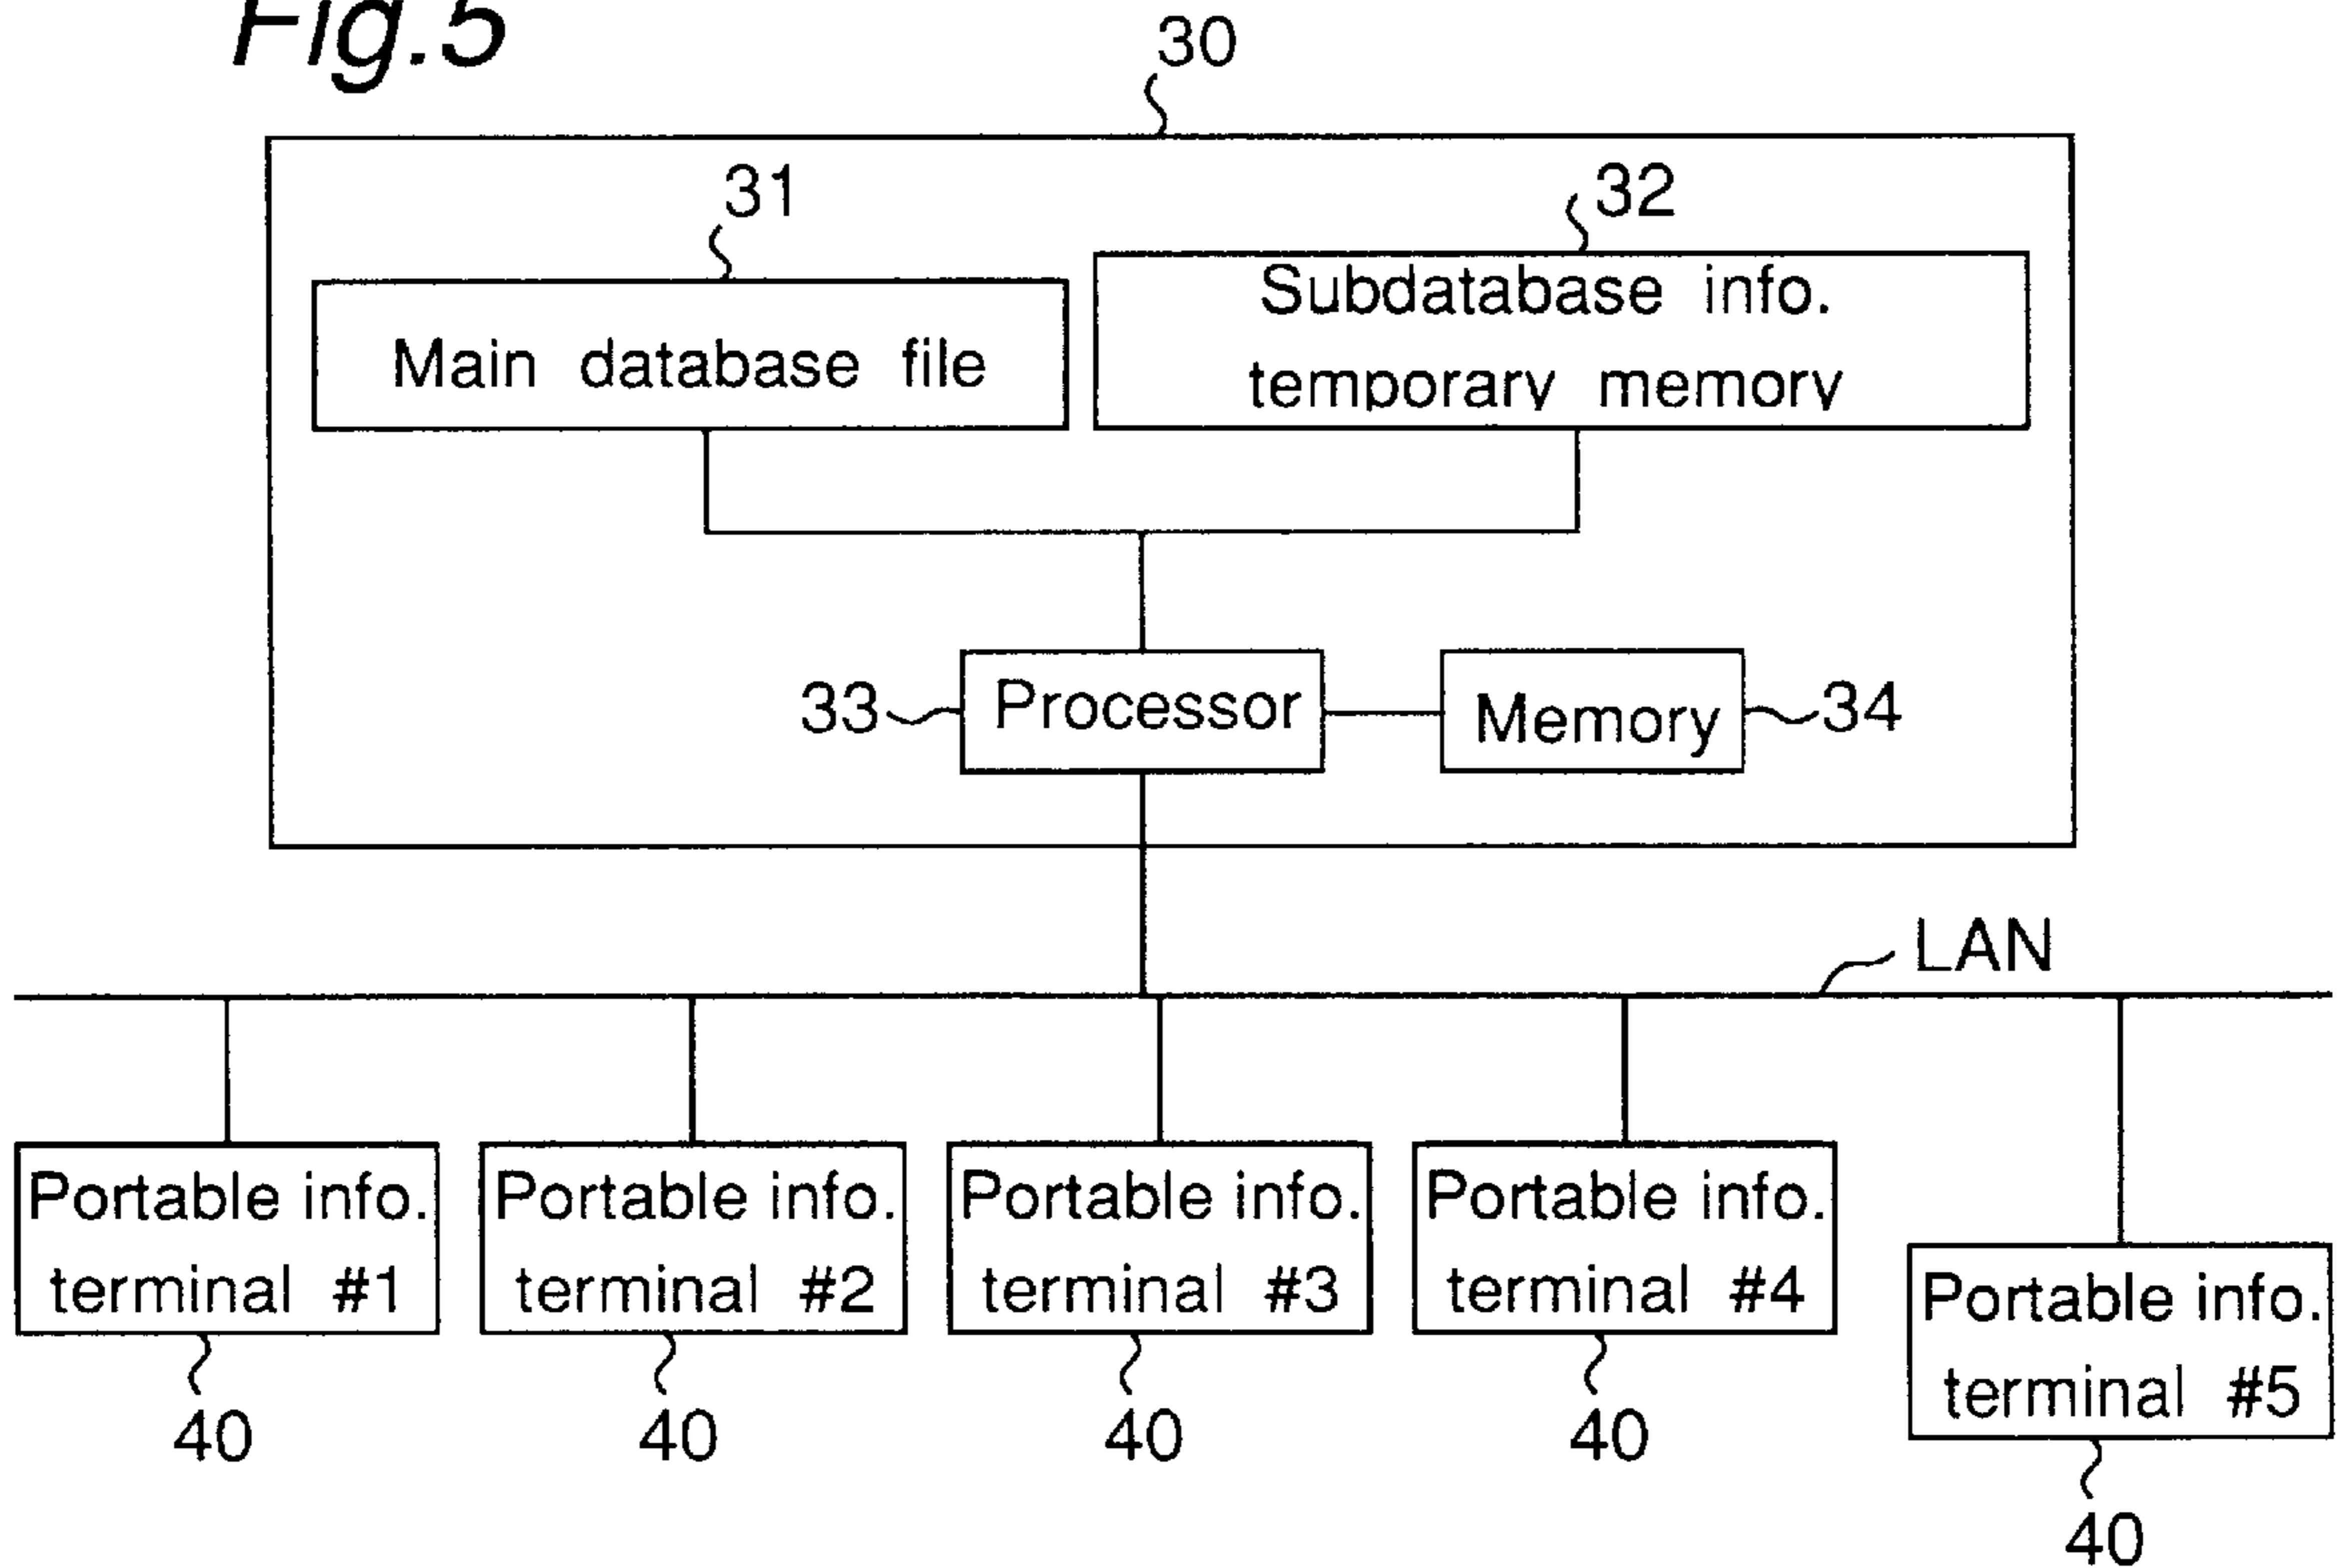 Fig.5
30
31
32
Main database file
Subdatabase info.
temporary memory
33
Processor
Memory
34
LAN
Portable info.
terminal #1
40
Portable info.
terminal #2
40
Portable info.
terminal #3
40
Portable info.
terminal #4
40
Portable info.
terminal #5
40